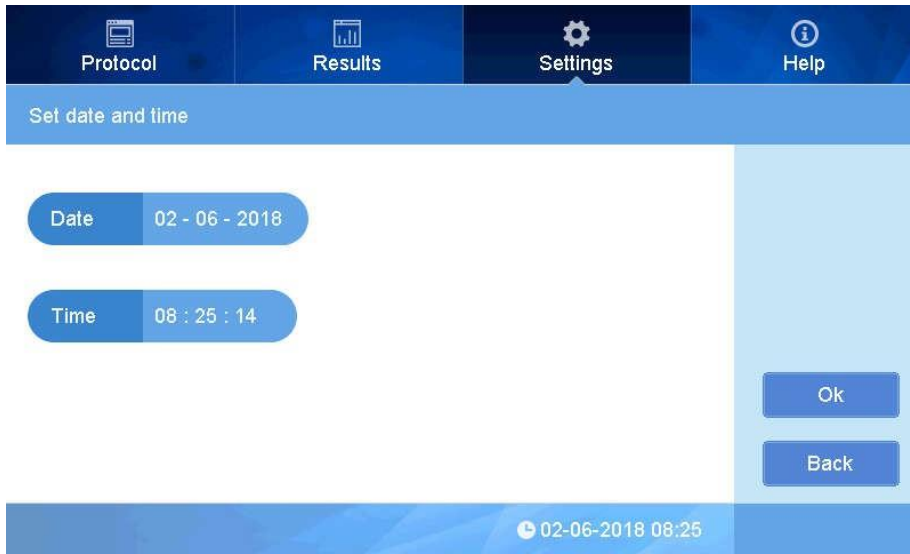 Protocol
Results
Settings
Help
Set date and time
Date 02 - 06 - 2018
Time 08 : 25 : 14
Ok
Back
02-06-2018 08:25